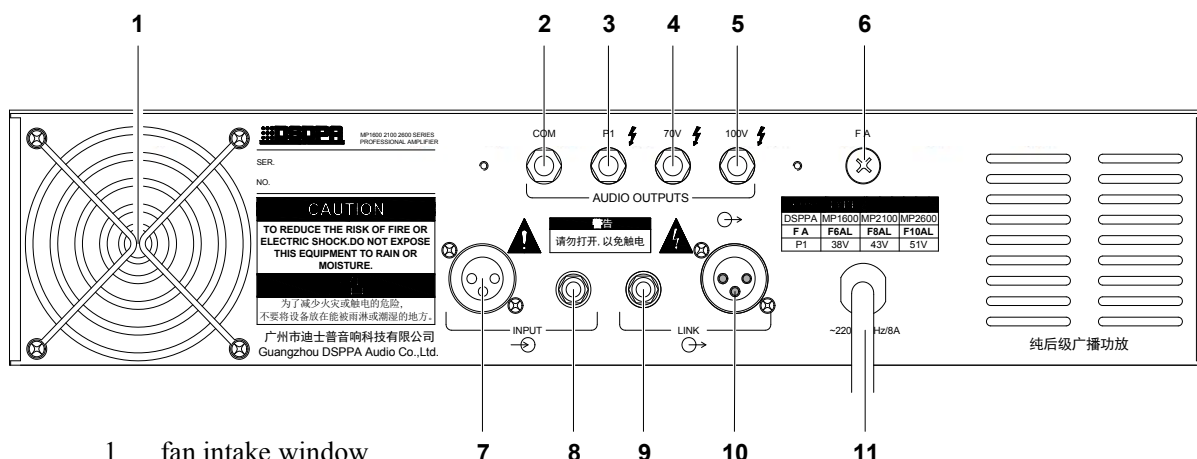 1 2 3 4 5 6
DSPPA MP1600 2100 2600 SERIES
PROFESSIONAL AMPLIFIER
SER.
NO.
COM P1 70V 100V
AUDIO OUTPUTS
F A
CAUTION
TO REDUCE THE RISK OF FIRE OR
ELECTRIC SHOCK.DO NOT EXPOSE
THIS EQUIPMENT TO RAIN OR
MOISTURE.
为了减少火灾或触电的危险,
不要将设备放在能被雨淋或潮湿的地方。
广州市迪士普音响科技有限公司
Guangzhou DSPPA Audio Co.,Ltd.
警告
请勿打开, 以免触电
INPUT
LINK
DSPPA MP1600 MP2100 MP2600
F A F6AL F8AL F10AL
P1 38V 43V 51V
~220 Hz/8A
纯后级广播功放
7 8 9 10 11
1 fan intake window